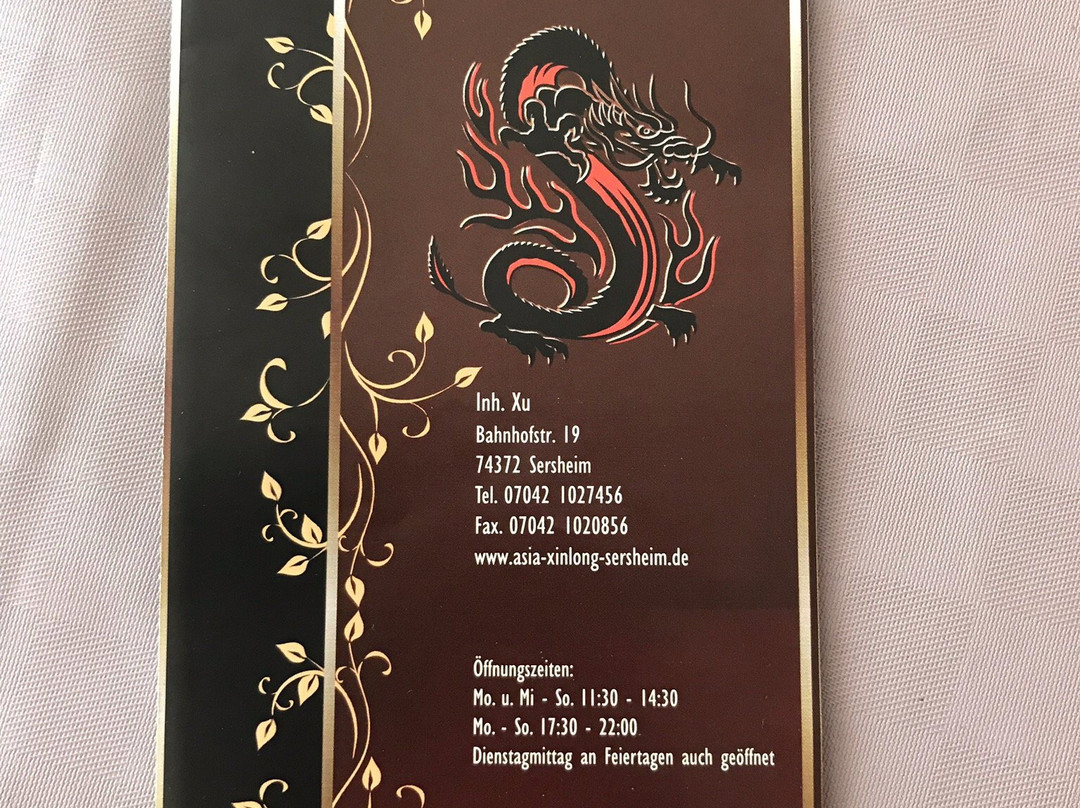 Inh. Xu
Bahnhofstr. 19
74372 Sersheim
Tel. 07042 1027456
Fax. 07042 1020856
www.asia-xinlong-sersheim.de
Öffnungszeiten:
Mo. u. Mi - So. 11:30 - 14:30
Mo. - So. 17:30 - 22:00
Dienstagmittag an Feiertagen auch geöffnet